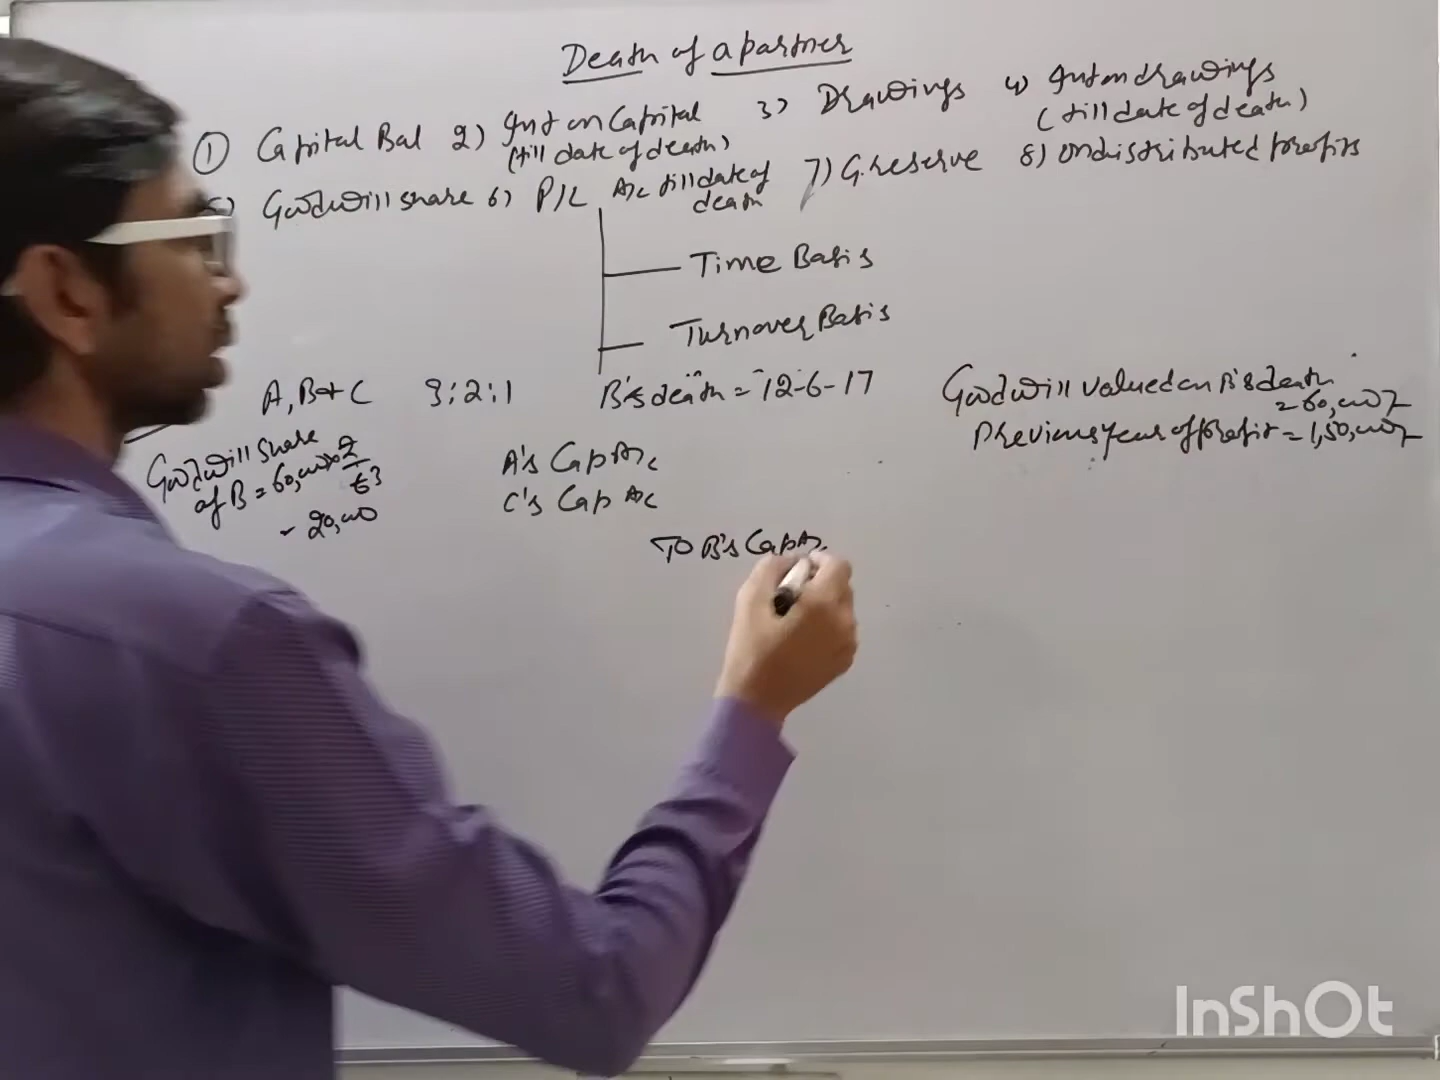 Death of a partner
① Capital Bal 2) Int on Capital 3) Drawings 4) Int on drawings
(till date of death) (till date of death)
Goodwill share 6) P/L A/c till date of death 7) G.reserve 8) undistributed profits
Time Basis
Turnover Basis
A, B & C 3:2:1 B's death = 12-6-17 Goodwill valued on B's death
= 60,000/-
Previous year of profit = 1,50,000/-
Goodwill share
of B = 60,000 x 2/6 3
= 20,000
A's Cap A/c
C's Cap A/c
To B's Cap A/c
InShOt